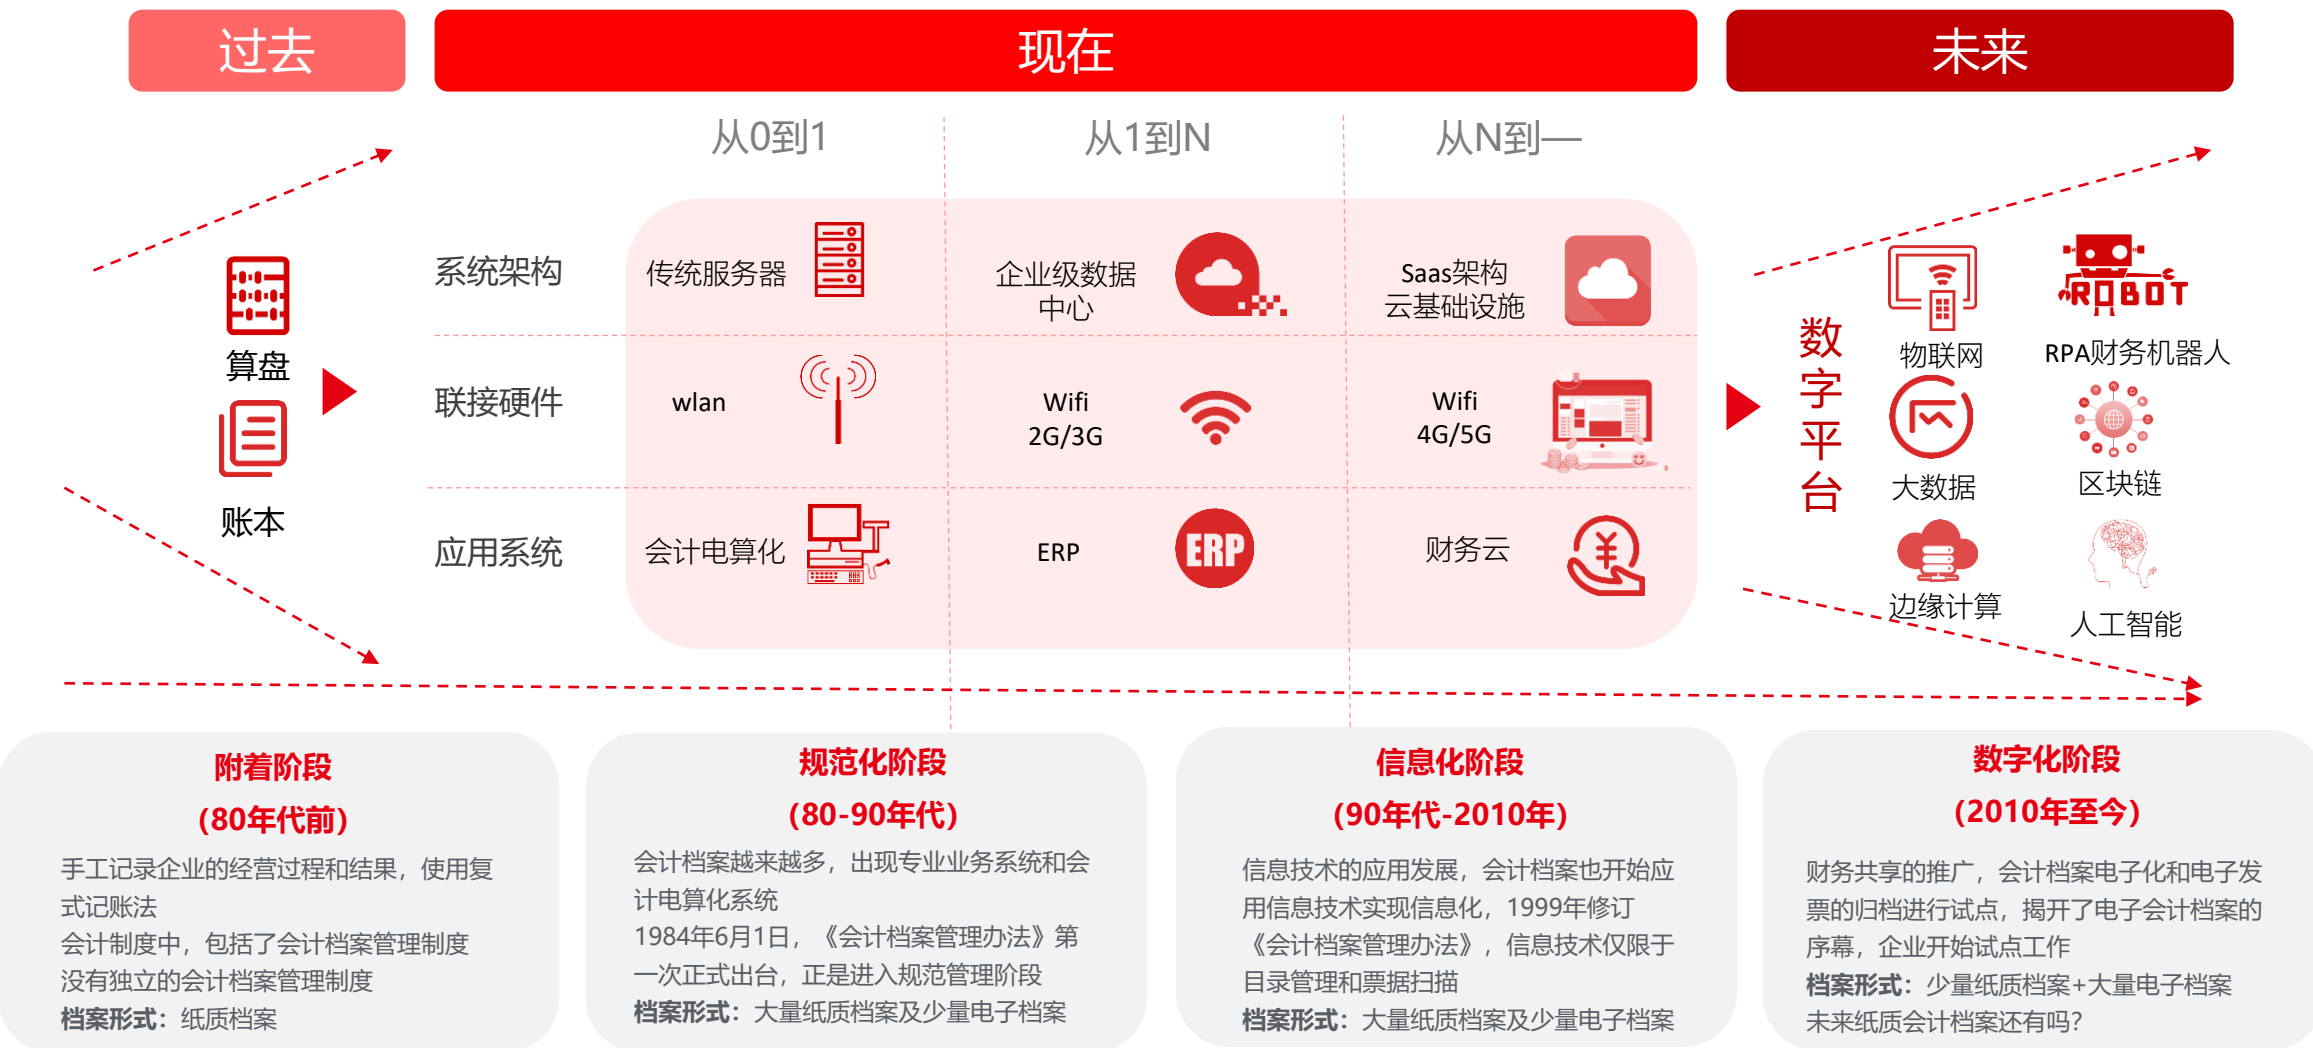 过去
现在
未来
从0到1
从1到N
从N到—
算盘
账本
系统架构
传统服务器
企业级数据
中心
Saas架构
云基础设施
联接硬件
wlan
Wifi
2G/3G
Wifi
4G/5G
应用系统
会计电算化
ERP
ERP
财务云
数
字
平
台
物联网
ROBOT
RPA财务机器人
大数据
区块链
边缘计算
人工智能
附着阶段
（80年代前）
手工记录企业的经营过程和结果，使用复
式记账法
会计制度中，包括了会计档案管理制度
没有独立的会计档案管理制度
档案形式：纸质档案
规范化阶段
（80-90年代）
会计档案越来越多，出现专业业务系统和会
计电算化系统
1984年6月1日，《会计档案管理办法》第
一次正式出台，正是进入规范管理阶段
档案形式：大量纸质档案及少量电子档案
信息化阶段
（90年代-2010年）
信息技术的应用发展，会计档案也开始应
用信息技术实现信息化，1999年修订
《会计档案管理办法》，信息技术仅限于
目录管理和票据扫描
档案形式：大量纸质档案及少量电子档案
数字化阶段
（2010年至今）
财务共享的推广，会计档案电子化和电子发
票的归档进行试点，揭开了电子会计档案的
序幕，企业开始试点工作
档案形式：少量纸质档案+大量电子档案
未来纸质会计档案还有吗？